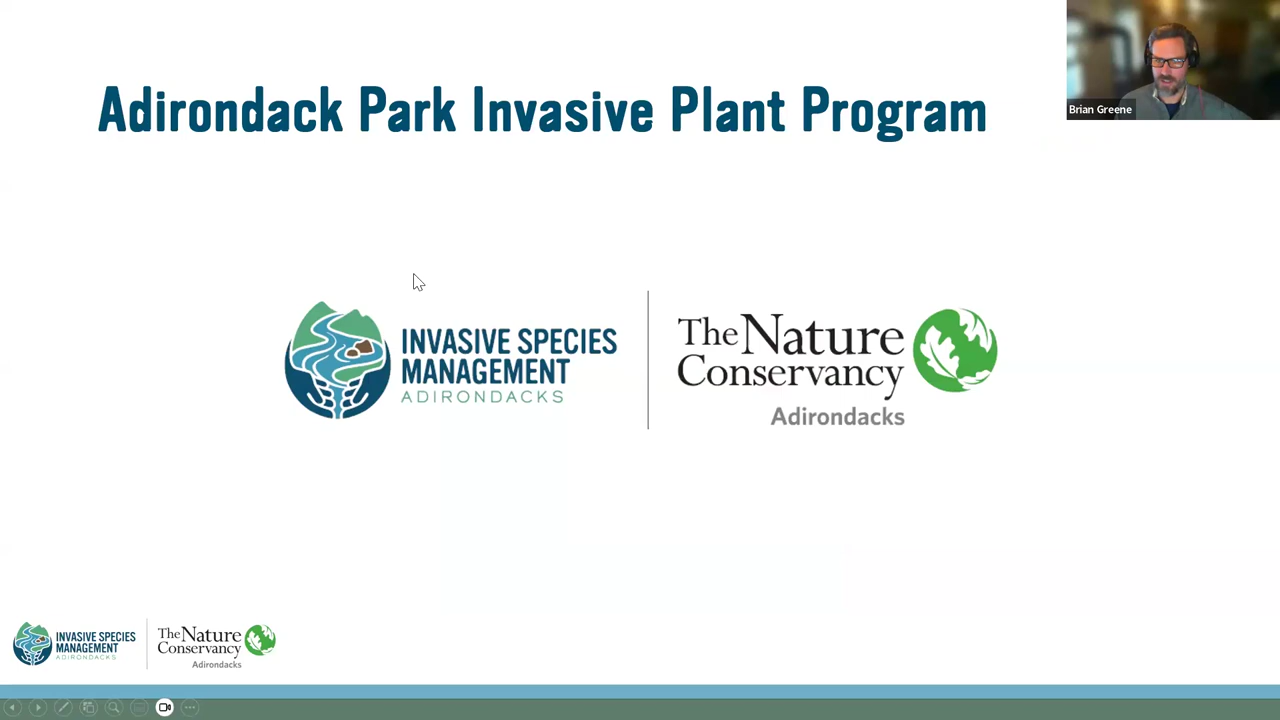 Adirondack Park Invasive Plant Program
Brian Greene
INVASIVE SPECIES
MANAGEMENT
ADIRONDACKS
The Nature
Conservancy
Adirondacks
INVASIVE SPECIES
MANAGEMENT
ADIRONDACKS
The Nature
Conservancy
Adirondacks